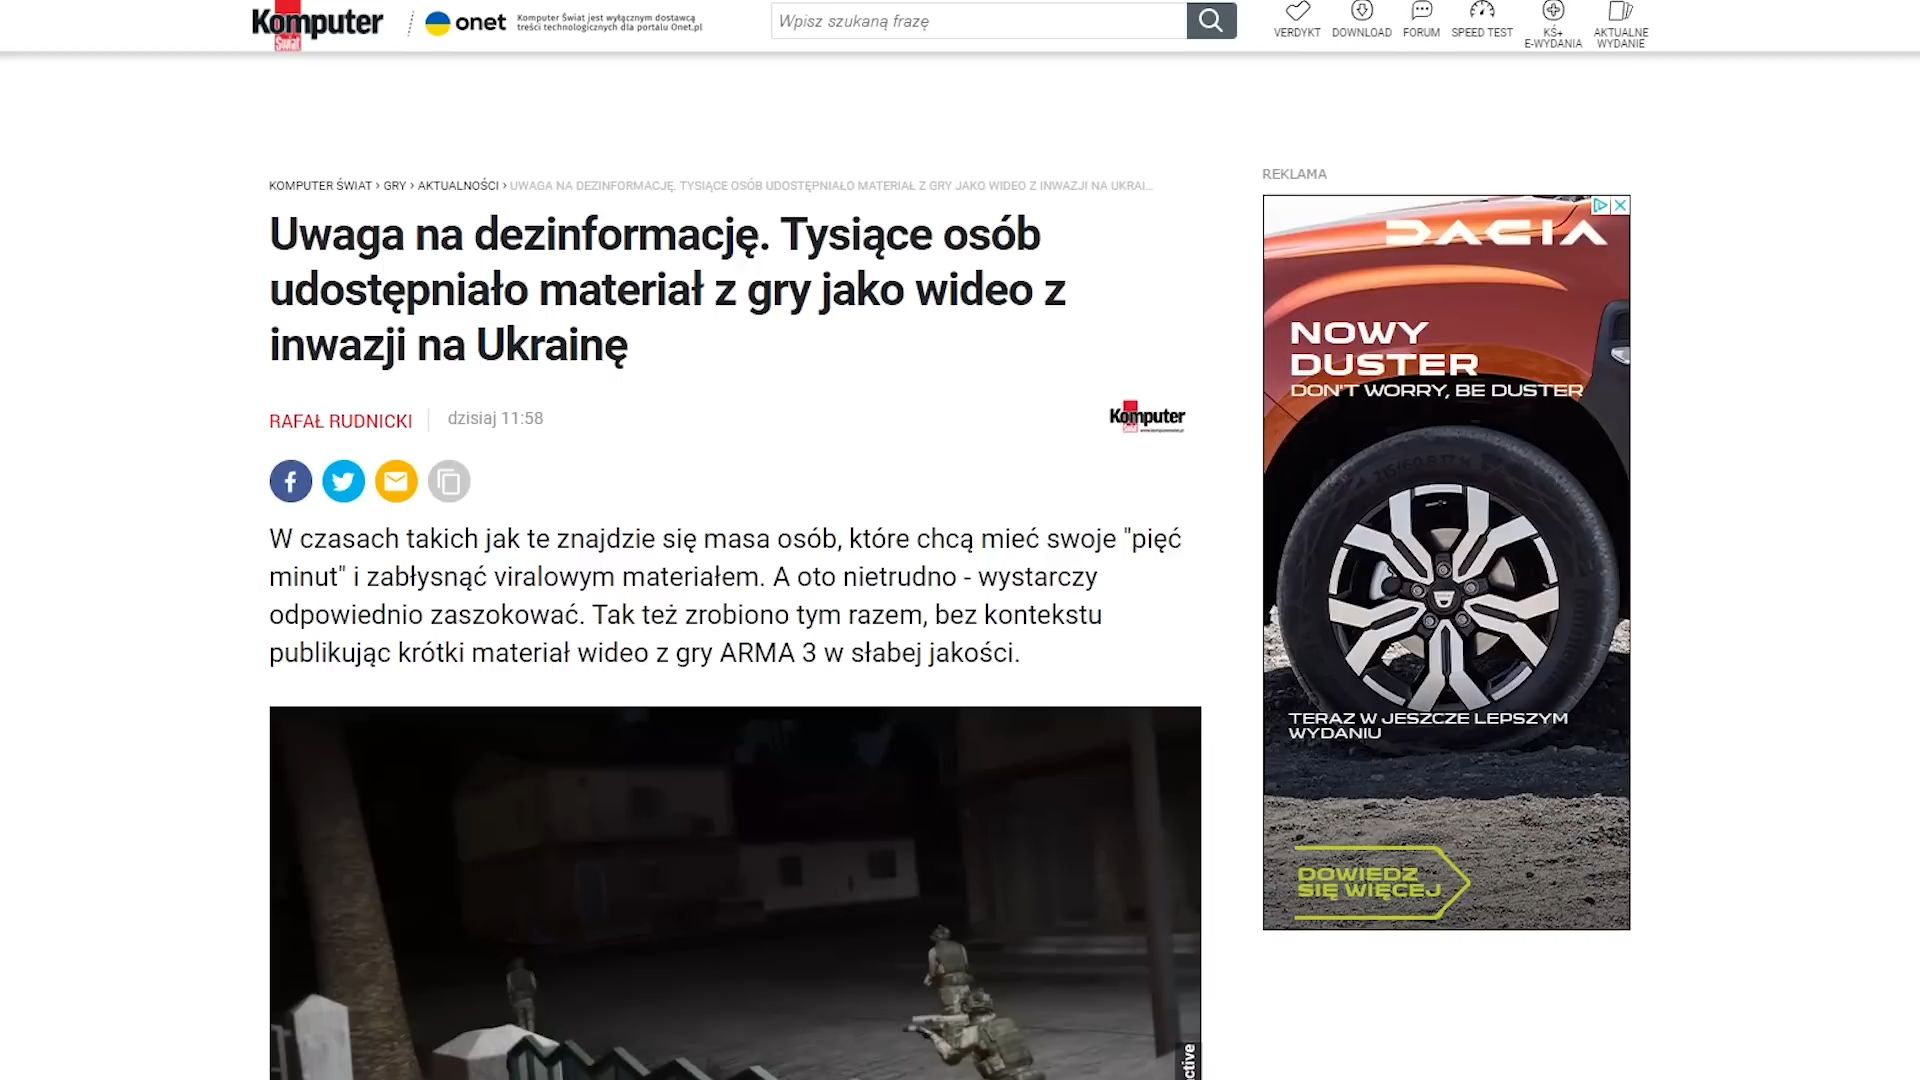 Komputer
Świat
onet
Komputer Świat jest wyłącznym dostawcą
treści technologicznych dla portalu Onet.pl
Wpisz szukaną frazę
VERDYKT
DOWNLOAD
FORUM
SPEED TEST
KŚ+
E-WYDANIA
AKTUALNE
WYDANIE
KOMPUTER ŚWIAT › GRY › AKTUALNOŚCI › UWAGA NA DEZINFORMACJĘ. TYSIĄCE OSÓB UDOSTĘPNIAŁO MATERIAŁ Z GRY JAKO WIDEO Z INWAZJI NA UKRAI...
Uwaga na dezinformację. Tysiące osób
udostępniało materiał z gry jako wideo z
inwazji na Ukrainę
RAFAŁ RUDNICKI
dzisiaj 11:58
Komputer
W czasach takich jak te znajdzie się masa osób, które chcą mieć swoje "pięć
minut" i zabłysnąć viralowym materiałem. A oto nietrudno - wystarczy
odpowiednio zaszokować. Tak też zrobiono tym razem, bez kontekstu
publikując krótki materiał wideo z gry ARMA 3 w słabej jakości.
ctive
REKLAMA
DACIA
NOWY
DUSTER
DON'T WORRY, BE DUSTER
TERAZ W JESZCZE LEPSZYM
WYDANIU
DOWIEDZ
SIĘ WIĘCEJ